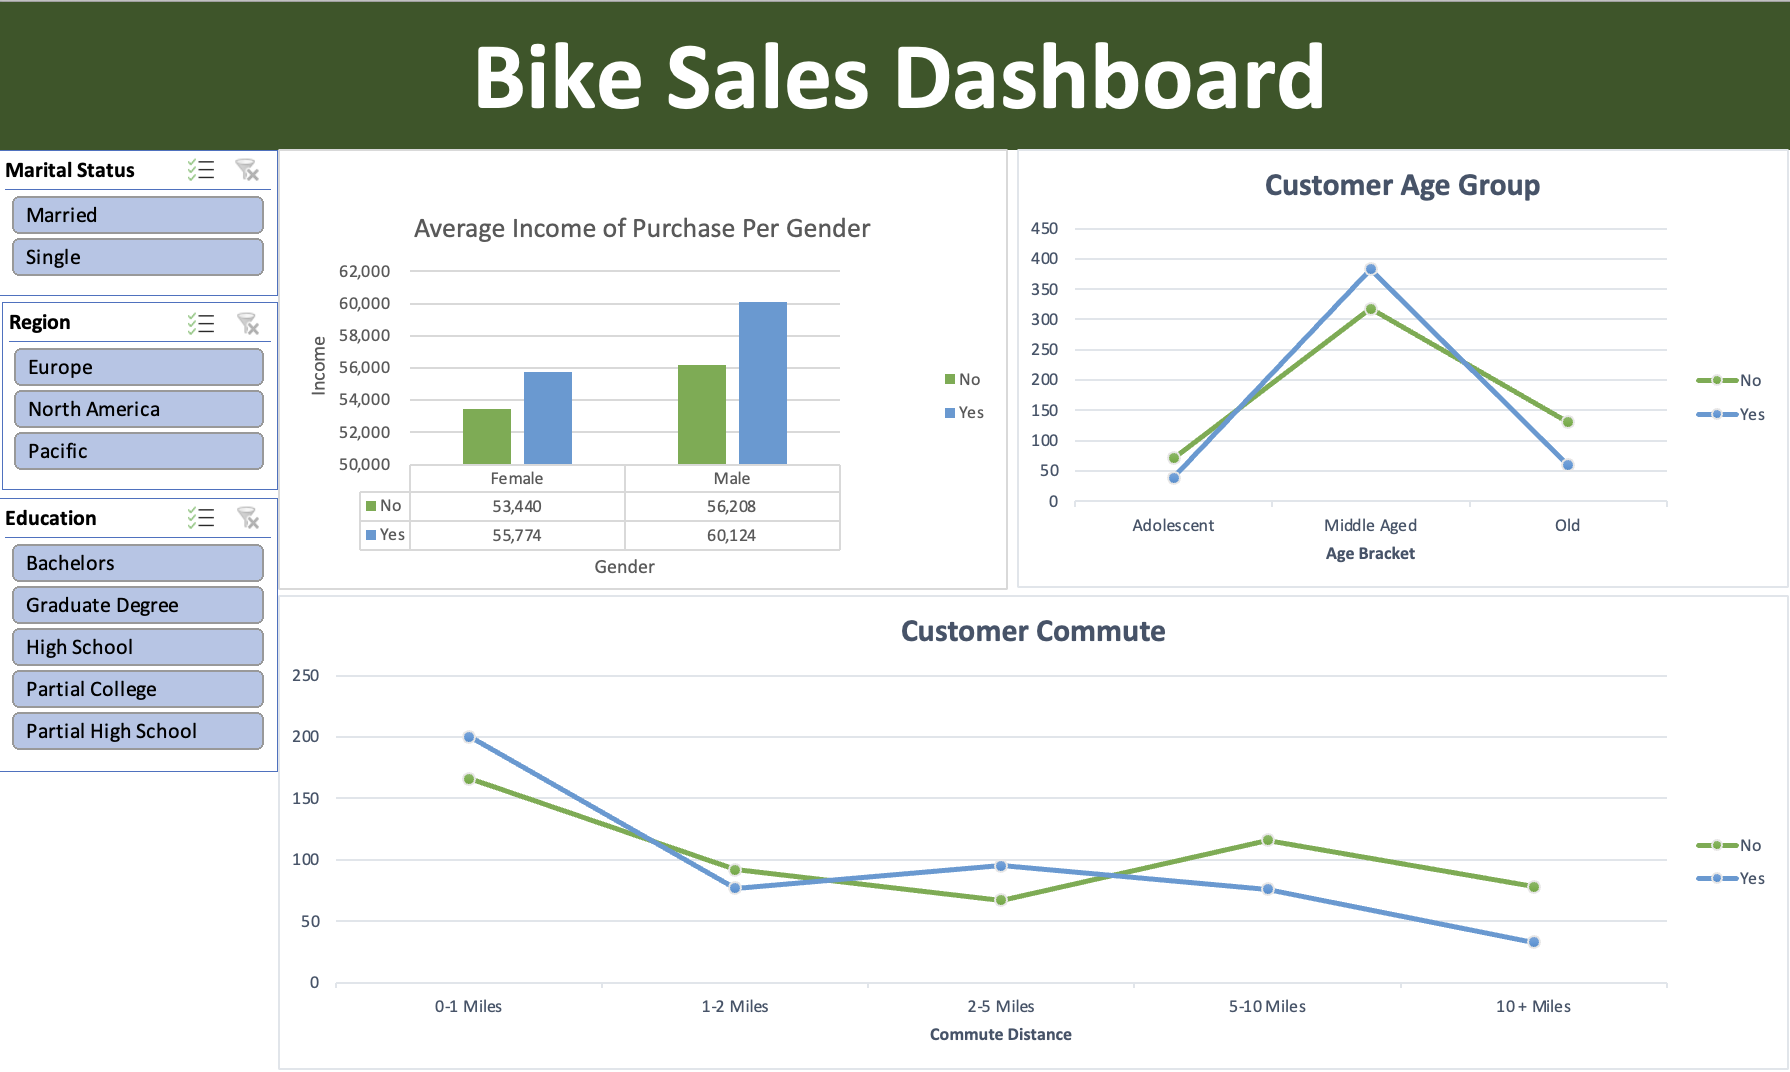 Bike Sales Dashboard
Marital Status
Married
Single
Region
Europe
North America
Pacific
Education
Bachelors
Graduate Degree
High School
Partial College
Partial High School
Average Income of Purchase Per Gender
Income
62,000
60,000
58,000
56,000
54,000
52,000
50,000
Female Male
No 53,440 56,208
Yes 55,774 60,124
Gender
No
Yes
Customer Age Group
450
400
350
300
250
200
150
100
50
0
Adolescent Middle Aged Old
Age Bracket
No
Yes
Customer Commute
250
200
150
100
50
0
0-1 Miles 1-2 Miles 2-5 Miles 5-10 Miles 10 + Miles
Commute Distance
No
Yes